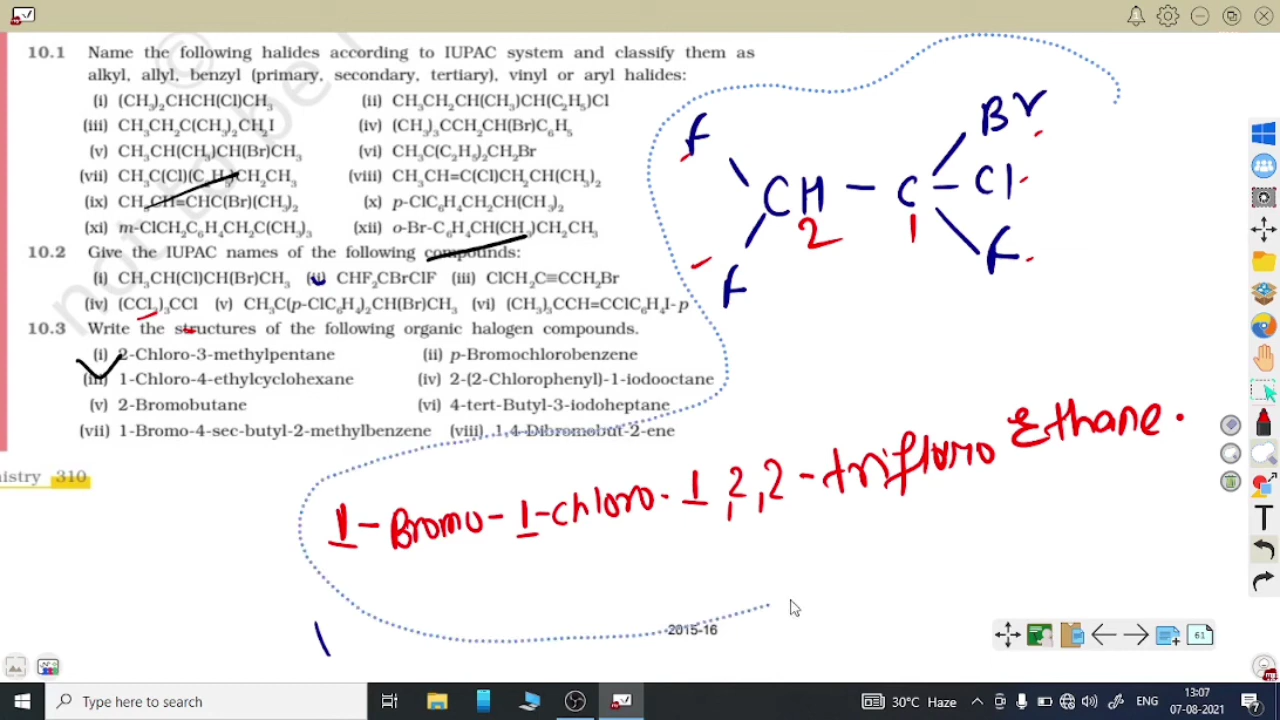 10.1 Name the following halides according to IUPAC system and classify them as
alkyl, allyl, benzyl (primary, secondary, tertiary), vinyl or aryl halides:
(i) (CH₃)₂CHCH(Cl)CH₃ (ii) CH₃CH₂CH(CH₃)CH(C₂H₅)Cl
(iii) CH₃CH₂C(CH₃)₂CH₂I (iv) (CH₃)₃CCH₂CH(Br)C₆H₅
(v) CH₃CH(CH₃)CH(Br)CH₃ (vi) CH₃C(C₂H₅)₂CH₂Br
(vii) CH₃C(Cl)(C₂H₅)CH₂CH₃ (viii) CH₃CH=C(Cl)CH₂CH(CH₃)₂
(ix) CH₃CH=CHC(Br)(CH₃)₂ (x) p-ClC₆H₄CH₂CH(CH₃)₂
(xi) m-ClCH₂C₆H₄CH₂C(CH₃)₃ (xii) o-Br-C₆H₄CH(CH₃)CH₂CH₃
10.2 Give the IUPAC names of the following compounds:
(i) CH₃CH(Cl)CH(Br)CH₃ (ii) CHF₂CBrClF (iii) ClCH₂C≡CCH₂Br
(iv) (CCl₃)₃CCl (v) CH₃C(p-ClC₆H₄)₂CH(Br)CH₃ (vi) (CH₃)₃CCH=CClC₆H₄I-p
10.3 Write the structures of the following organic halogen compounds.
(i) 2-Chloro-3-methylpentane (ii) p-Bromochlorobenzene
(iii) 1-Chloro-4-ethylcyclohexane (iv) 2-(2-Chlorophenyl)-1-iodooctane
(v) 2-Bromobutane (vi) 4-tert-Butyl-3-iodoheptane
(vii) 1-Bromo-4-sec-butyl-2-methylbenzene (viii) 1,4-Dibromobut-2-ene
istry 310
not be
F
Br
CH - C - Cl
2 1
F
F
1-Bromo-1-chloro-1,2,2-trifloro Ethane.
2015-16
T
61
Type here to search
30°C Haze
ENG
13:07
07-08-2021
7